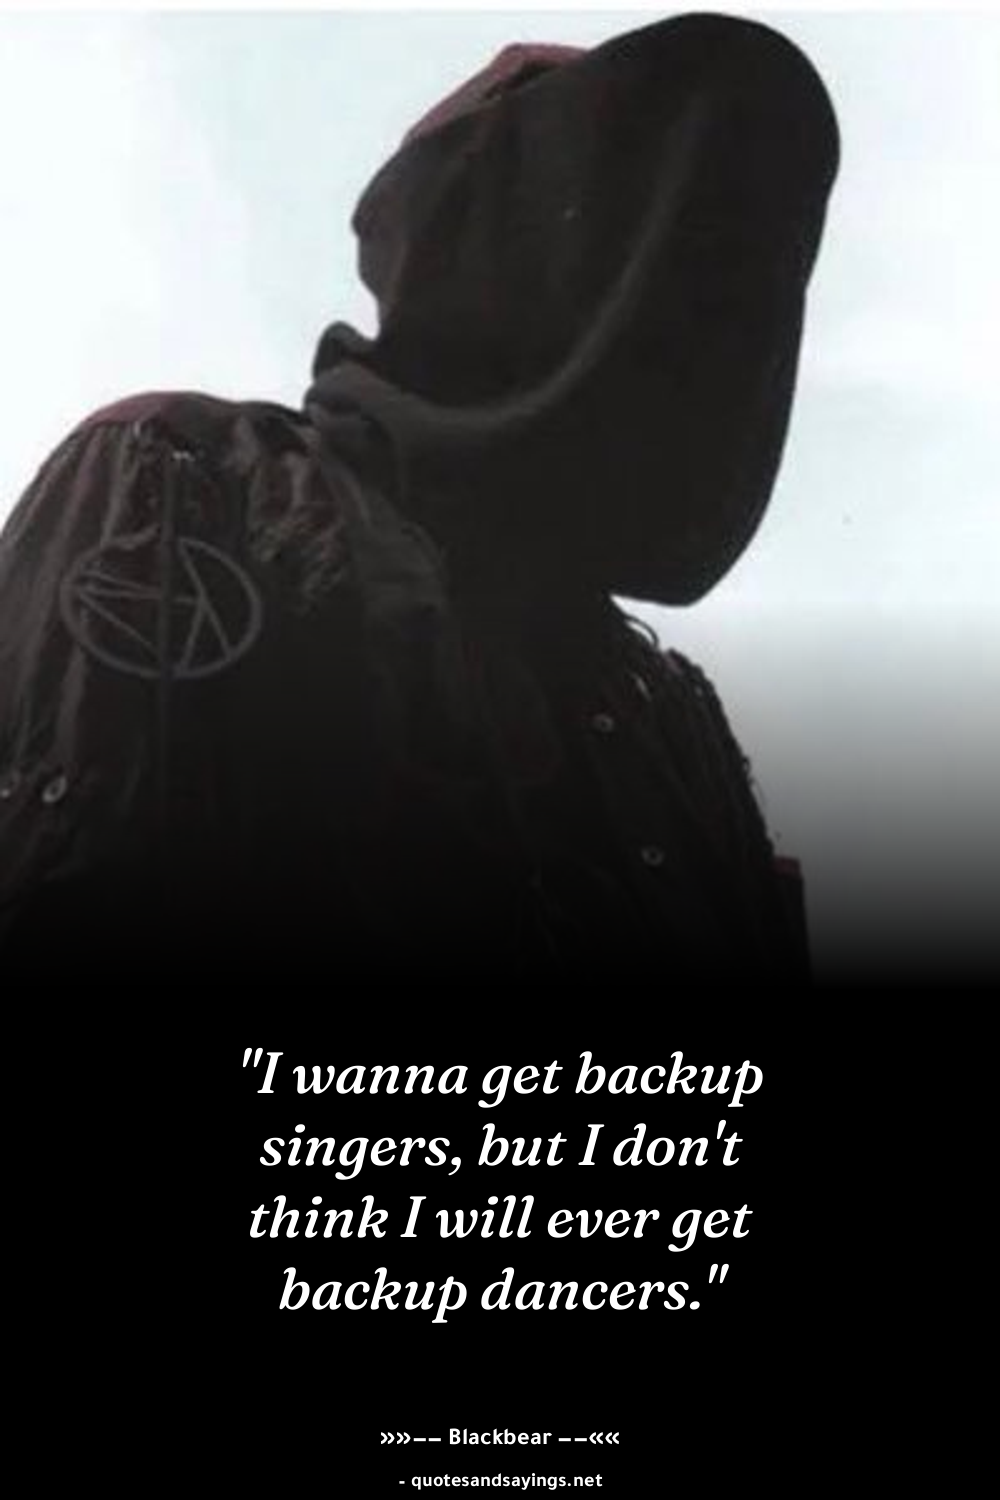 "I wanna get backup
singers, but I don't
think I will ever get
backup dancers."
»»−− Blackbear −−««
- quotesandsayings.net